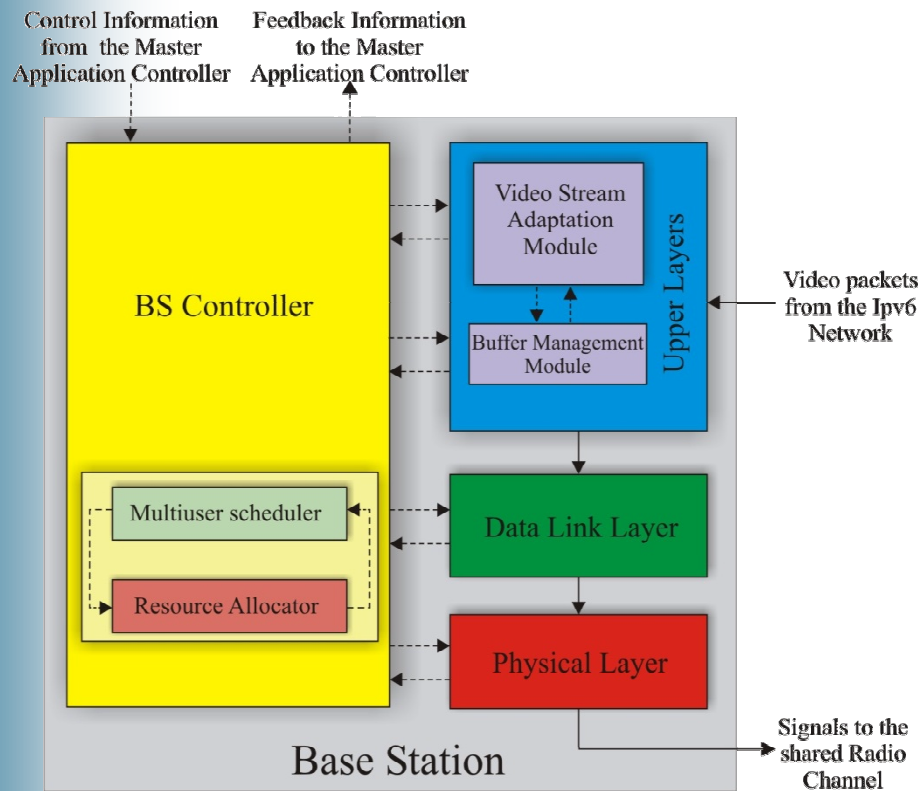 Control Information
from the Master
Application Controller
Feedback Information
to the Master
Application Controller
Video Stream
Adaptation
Module
Upper Layers
BS Controller
Buffer Management
Module
Video packets
from the Ipv6
Network
Multiuser scheduler
Data Link Layer
Resource Allocator
Physical Layer
Base Station
Signals to the
shared Radio
Channel